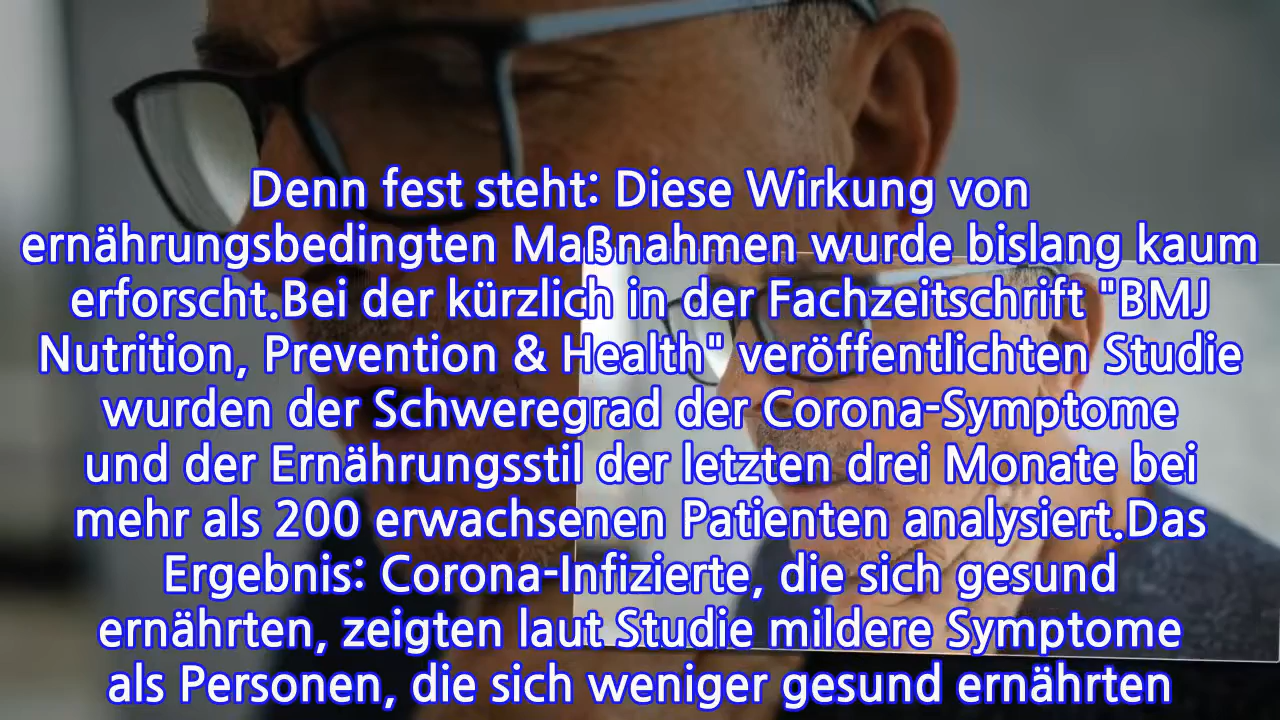 Denn fest steht: Diese Wirkung von
ernährungsbedingten Maßnahmen wurde bislang kaum
erforscht.Bei der kürzlich in der Fachzeitschrift "BMJ
Nutrition, Prevention & Health" veröffentlichten Studie
wurden der Schweregrad der Corona-Symptome
und der Ernährungsstil der letzten drei Monate bei
mehr als 200 erwachsenen Patienten analysiert.Das
Ergebnis: Corona-Infizierte, die sich gesund
ernährten, zeigten laut Studie mildere Symptome
als Personen, die sich weniger gesund ernährten